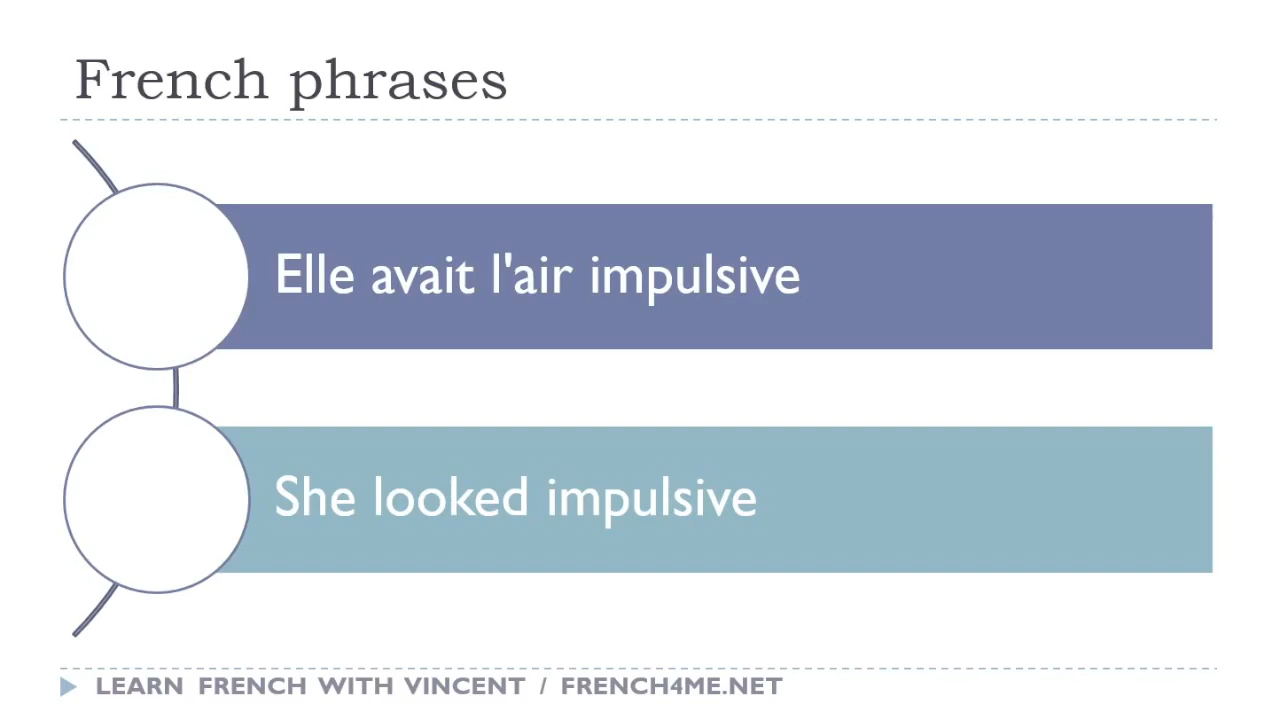 French phrases
Elle avait l'air impulsive
She looked impulsive
LEARN FRENCH WITH VINCENT / FRENCH4ME.NET